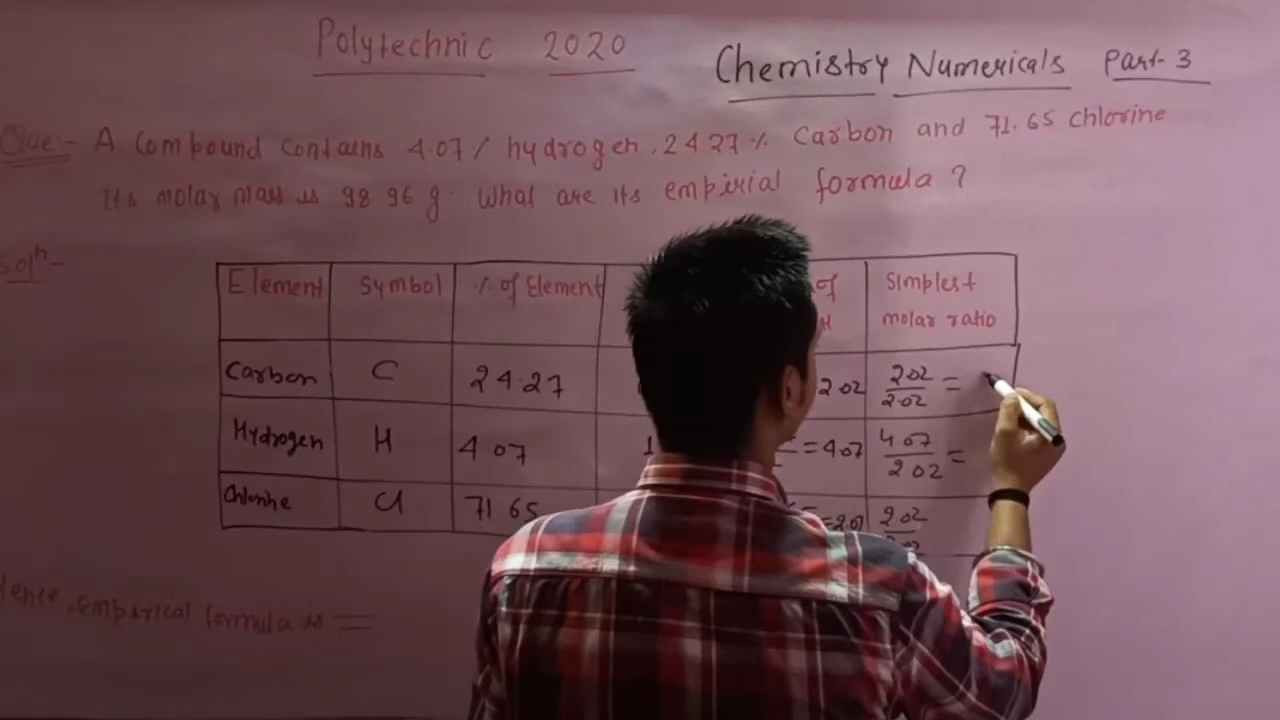 Polytechnic 2020
Chemistry Numericals Part-3
Que:- A Compound contains 4.07% hydrogen, 24.27% Carbon and 71.65 chlorine
Its molar mass is 98.96 g. What are its empirial formula?
Solⁿ-
Element Symbol % of Element of Simplest molar ratio
Carbon C 24.27 2.02 2.02/2.02 =
Hydrogen H 4.07 1 =4.07 4.07/2.02 =
Cl 71.65 2.02
Hence, Emperical formula is =